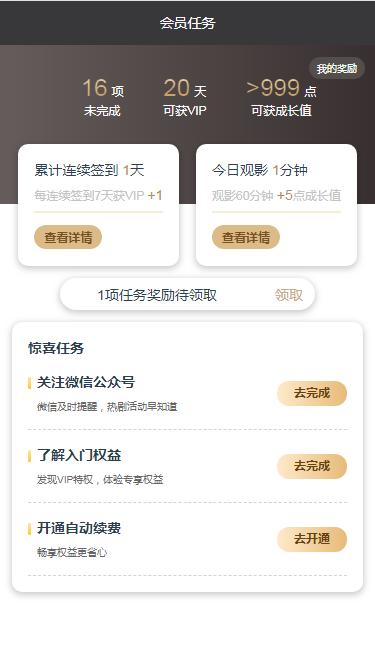 会员任务
我的奖励
16 项 20 天 >999 点
未完成 可获VIP 可获成长值
累计连续签到 1天
每连续签到7天获VIP +1
查看详情
今日观影 1分钟
观影60分钟 +5点成长值
查看详情
1项任务奖励待领取 领取
惊喜任务
关注微信公众号
微信及时提醒，热剧活动早知道
去完成
了解入门权益
发现VIP特权，体验专享权益
去完成
开通自动续费
畅享权益更省心
去开通